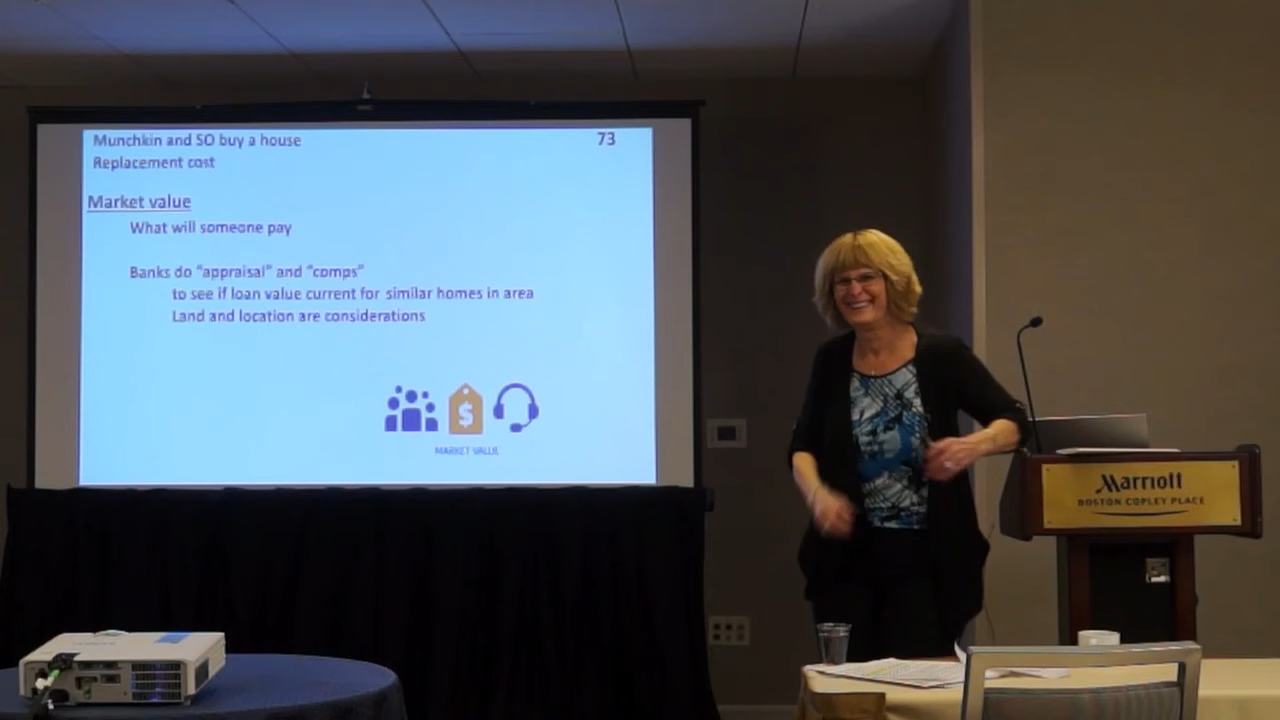 Munchkin and SO buy a house
73
Replacement cost
Market value
What will someone pay
Banks do "appraisal" and "comps"
to see if loan value current for similar homes in area
Land and location are considerations
$
MARKET VALUE
Marriott
BOSTON COPLEY PLACE